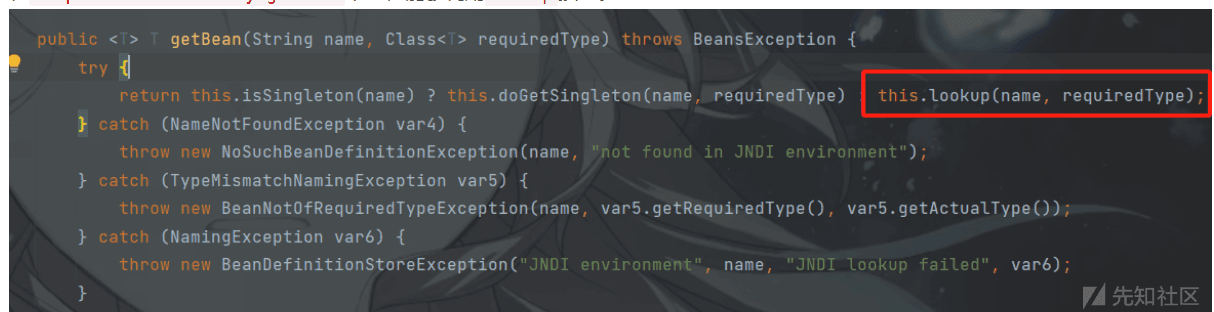 public <T> T getBean(String name, Class<T> requiredType) throws BeansException {
try {
return this.isSingleton(name) ? this.doGetSingleton(name, requiredType) : this.lookup(name, requiredType);
} catch (NameNotFoundException var4) {
throw new NoSuchBeanDefinitionException(name, "not found in JNDI environment");
} catch (TypeMismatchNamingException var5) {
throw new BeanNotOfRequiredTypeException(name, var5.getRequiredType(), var5.getActualType());
} catch (NamingException var6) {
throw new BeanDefinitionStoreException("JNDI environment", name, "JNDI lookup failed", var6);
}
先知社区